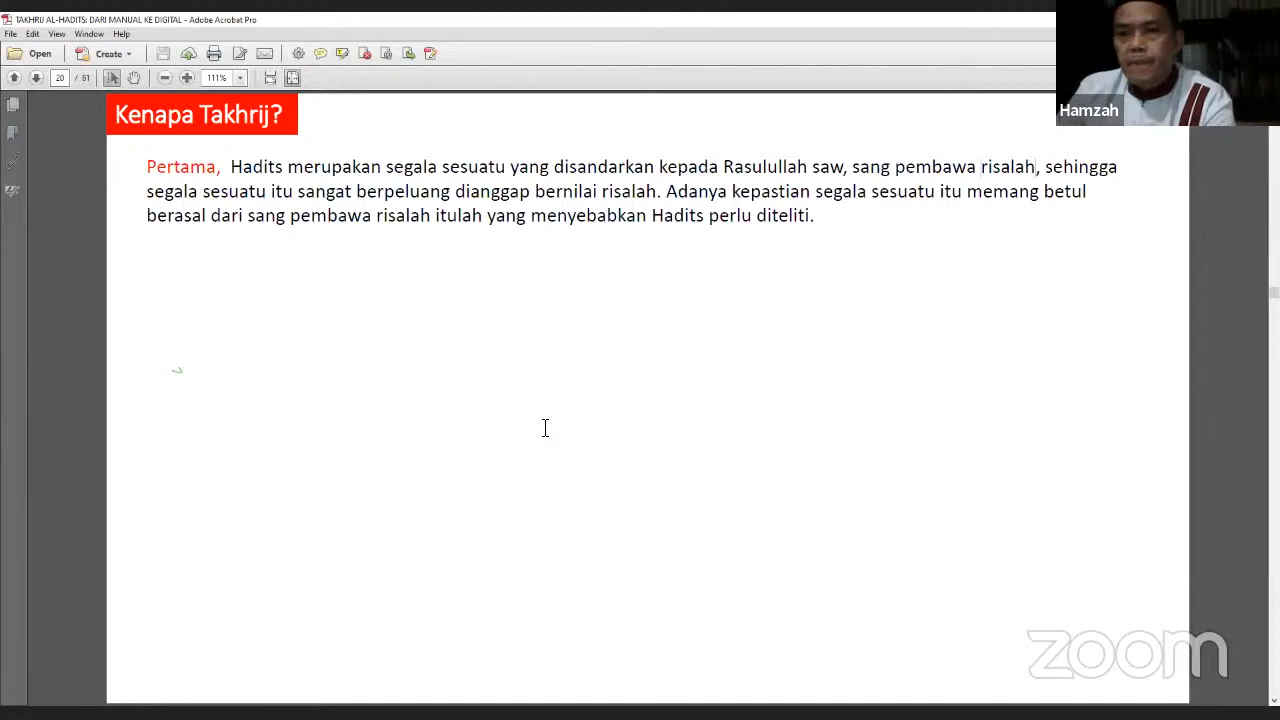 TAKHRIJ AL-HADITS: DARI MANUAL KE DIGITAL - Adobe Acrobat Pro
File Edit View Window Help
Open Create
20 / 61 111%
Hamzah
Kenapa Takhrij?
Pertama, Hadits merupakan segala sesuatu yang disandarkan kepada Rasulullah saw, sang pembawa risalah, sehingga
segala sesuatu itu sangat berpeluang dianggap bernilai risalah. Adanya kepastian segala sesuatu itu memang betul
berasal dari sang pembawa risalah itulah yang menyebabkan Hadits perlu diteliti.
zoom